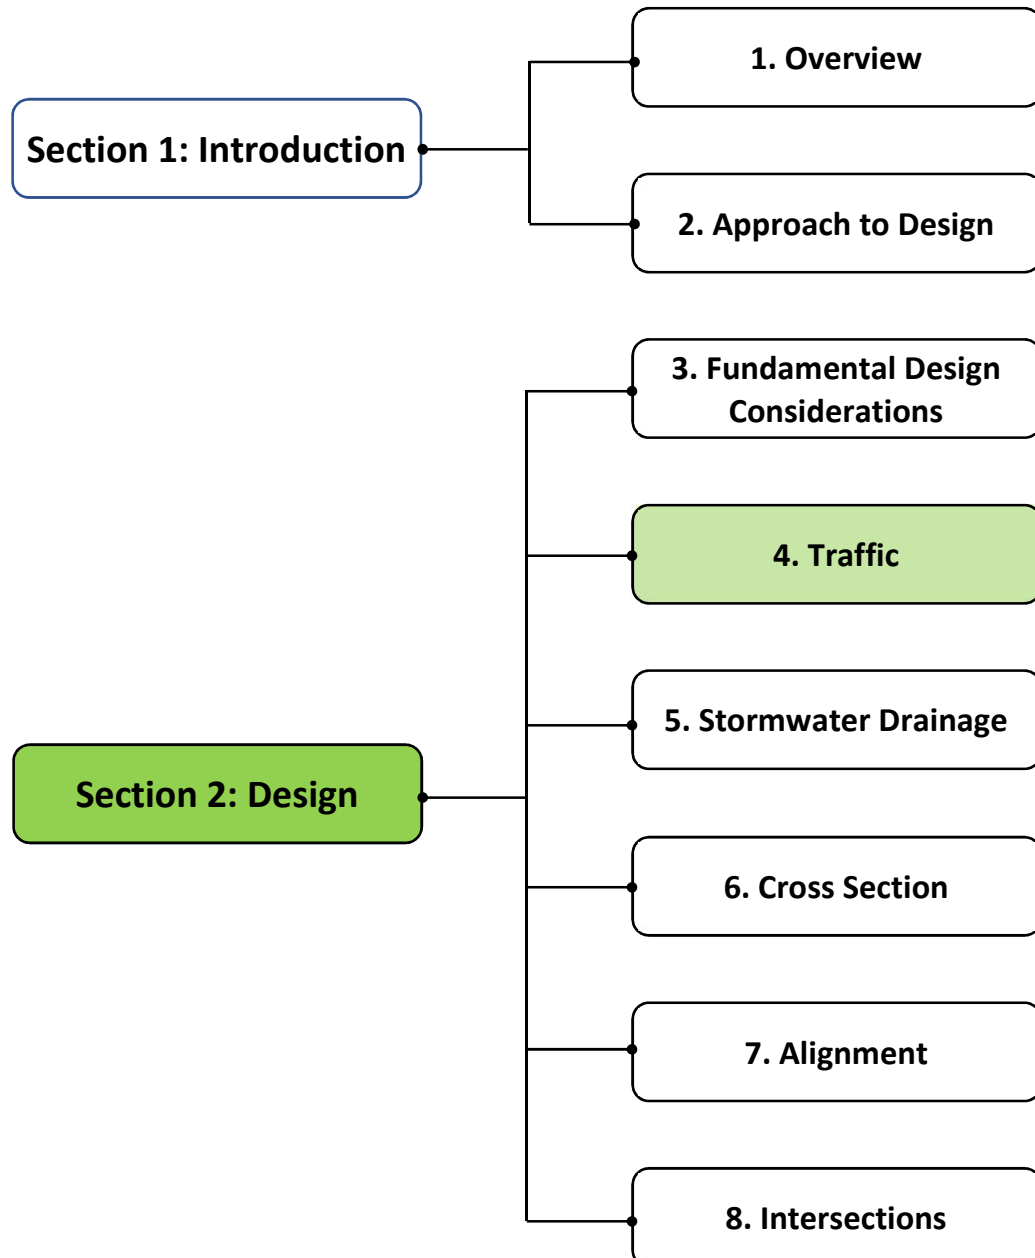 1. Overview
Section 1: Introduction
2. Approach to Design
3. Fundamental Design
Considerations
4. Traffic
5. Stormwater Drainage
Section 2: Design
6. Cross Section
7. Alignment
8. Intersections